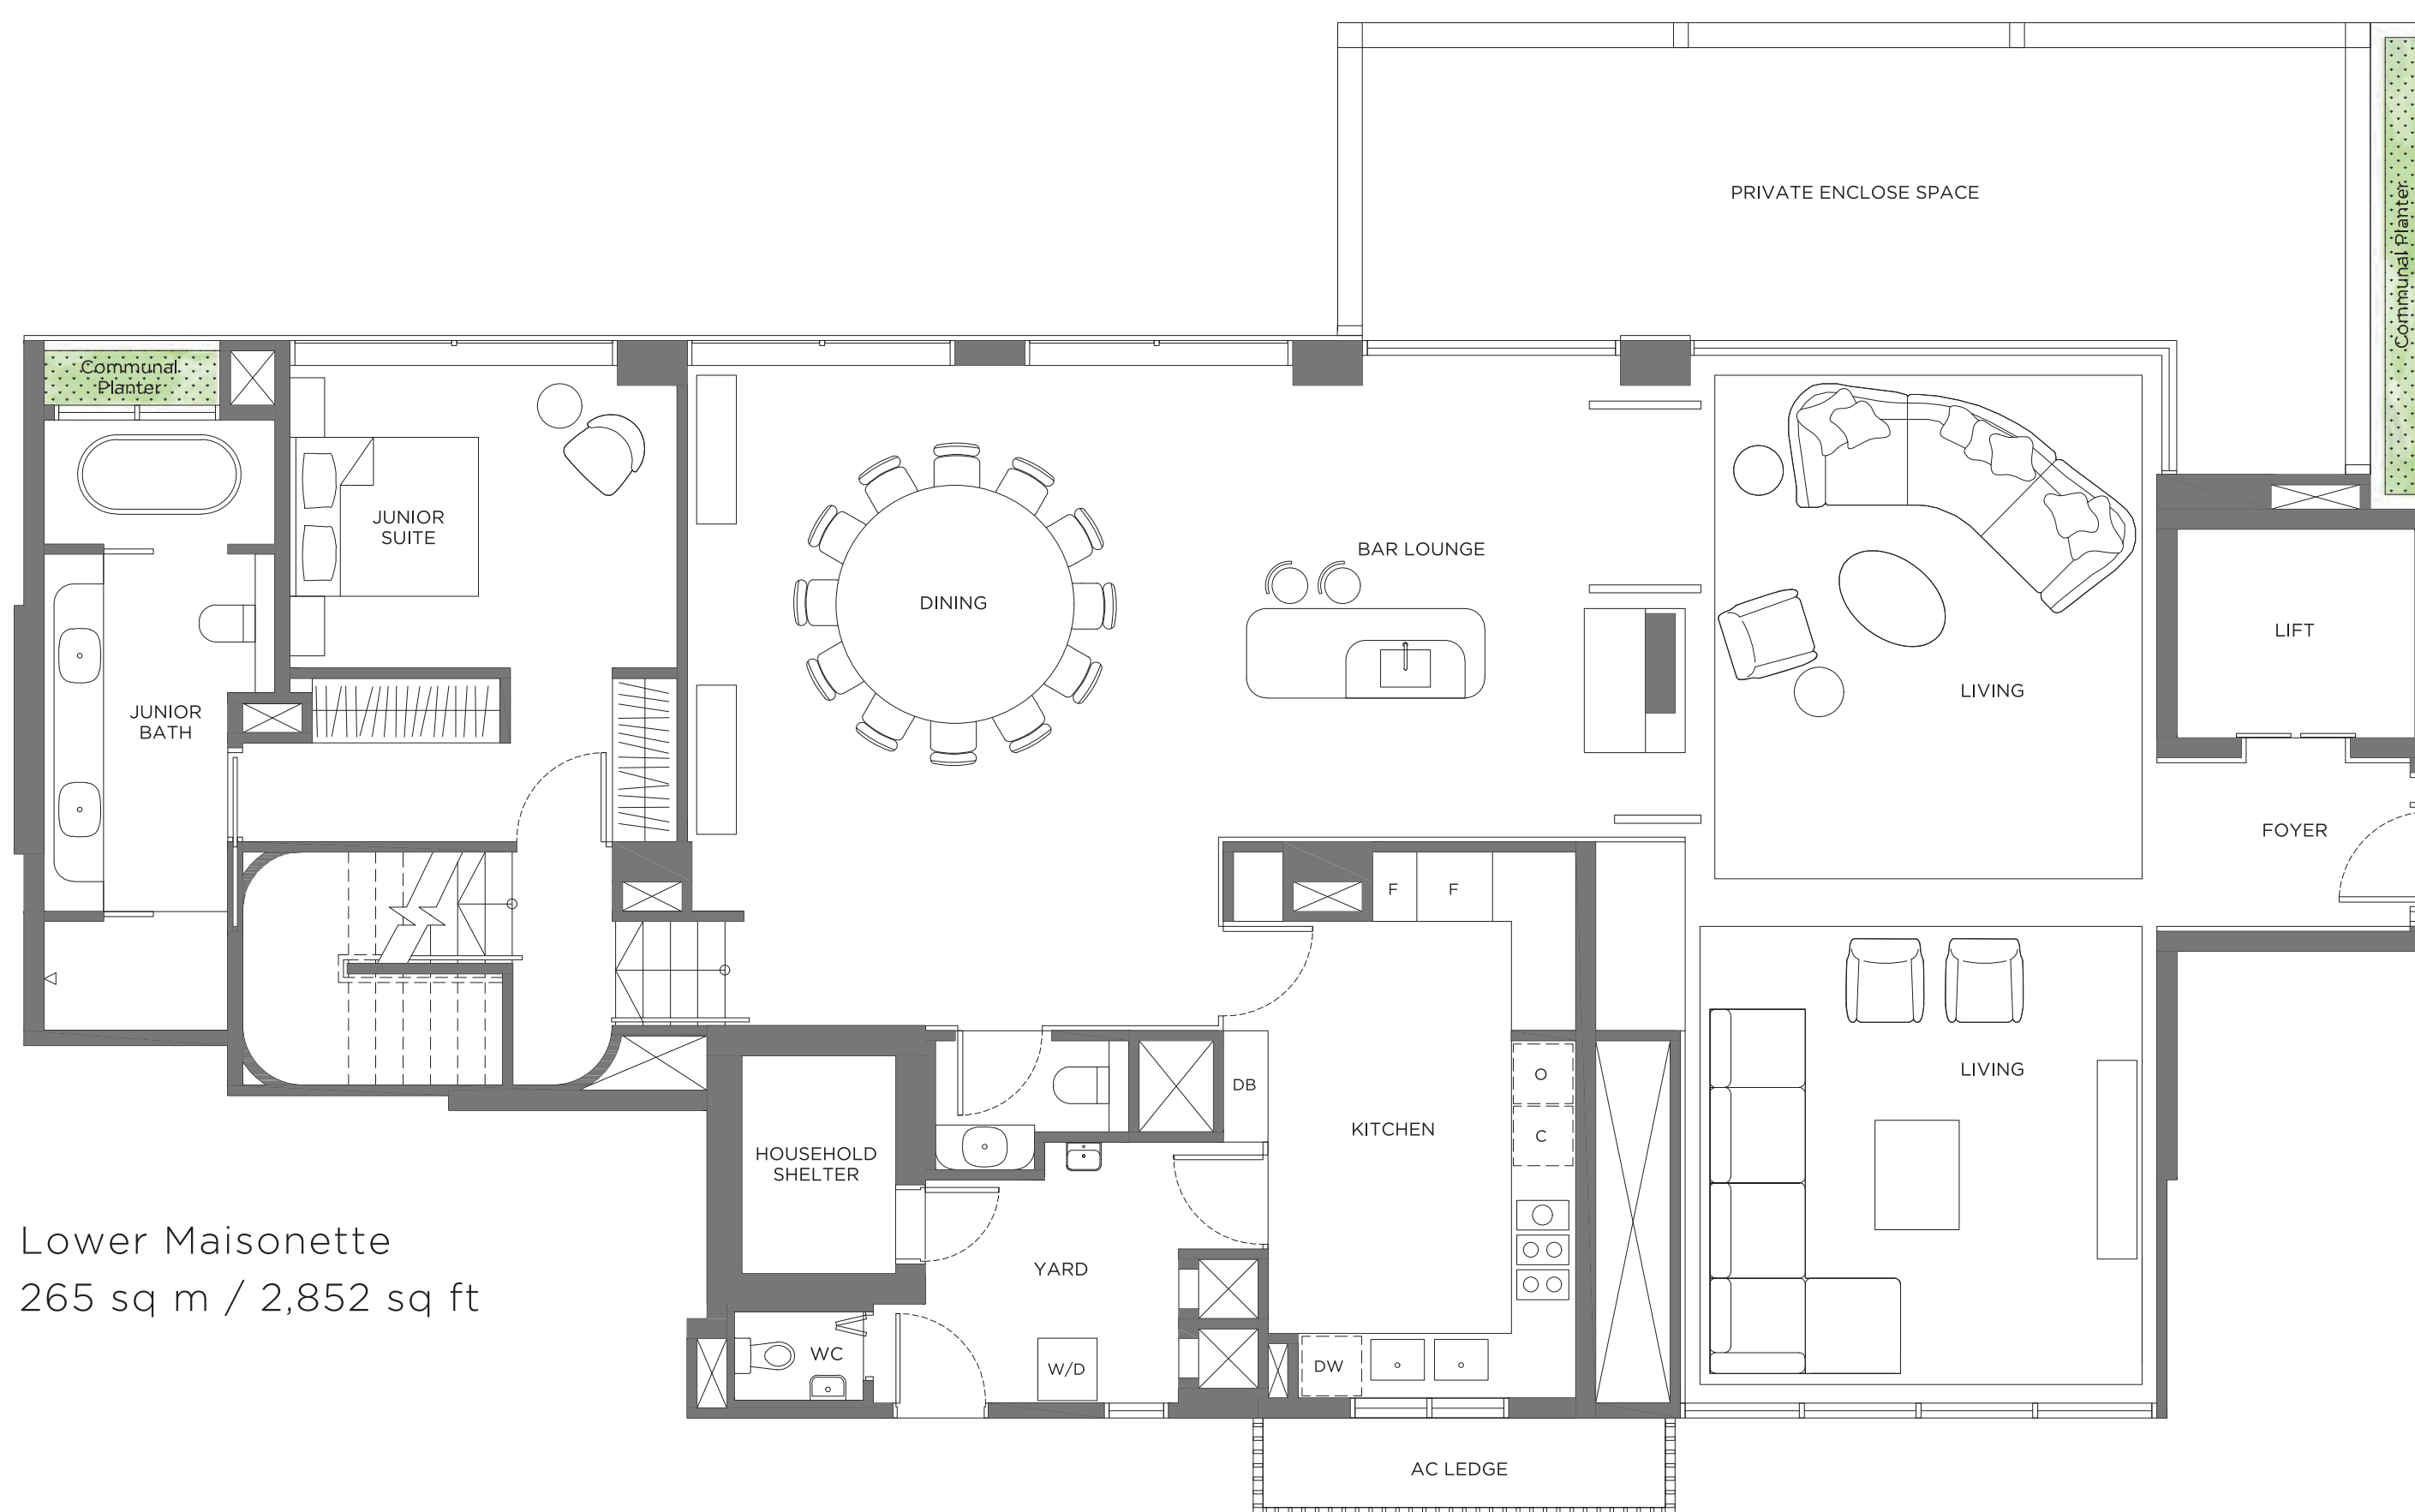 PRIVATE ENCLOSE SPACE
Communal Planter
Communal
Planter
JUNIOR
SUITE
DINING
BAR LOUNGE
LIFT
LIVING
JUNIOR
BATH
FOYER
F
F
LIVING
O
DB
C
KITCHEN
HOUSEHOLD
SHELTER
YARD
Lower Maisonette
265 sq m / 2,852 sq ft
WC
W/D
DW
AC LEDGE